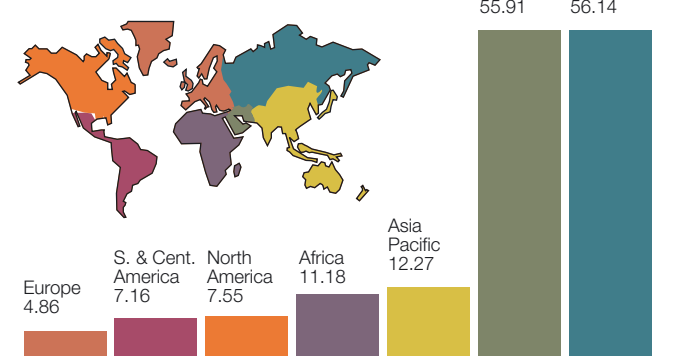 55.91
56.14
Asia
Pacific
12.27
S. & Cent.
America
7.16
North
America
7.55
Africa
11.18
Europe
4.86